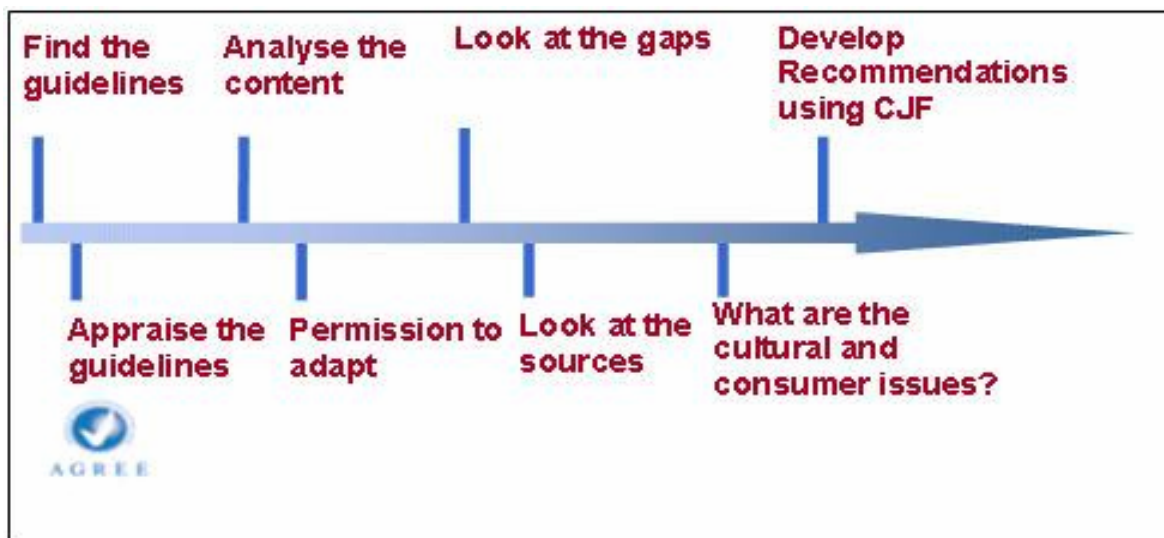 Find the
guidelines
Analyse the
content
Look at the gaps
Develop
Recommendations
using CJF
Appraise the
guidelines
Permission to
adapt
Look at the
sources
What are the
cultural and
consumer issues?
AGREE